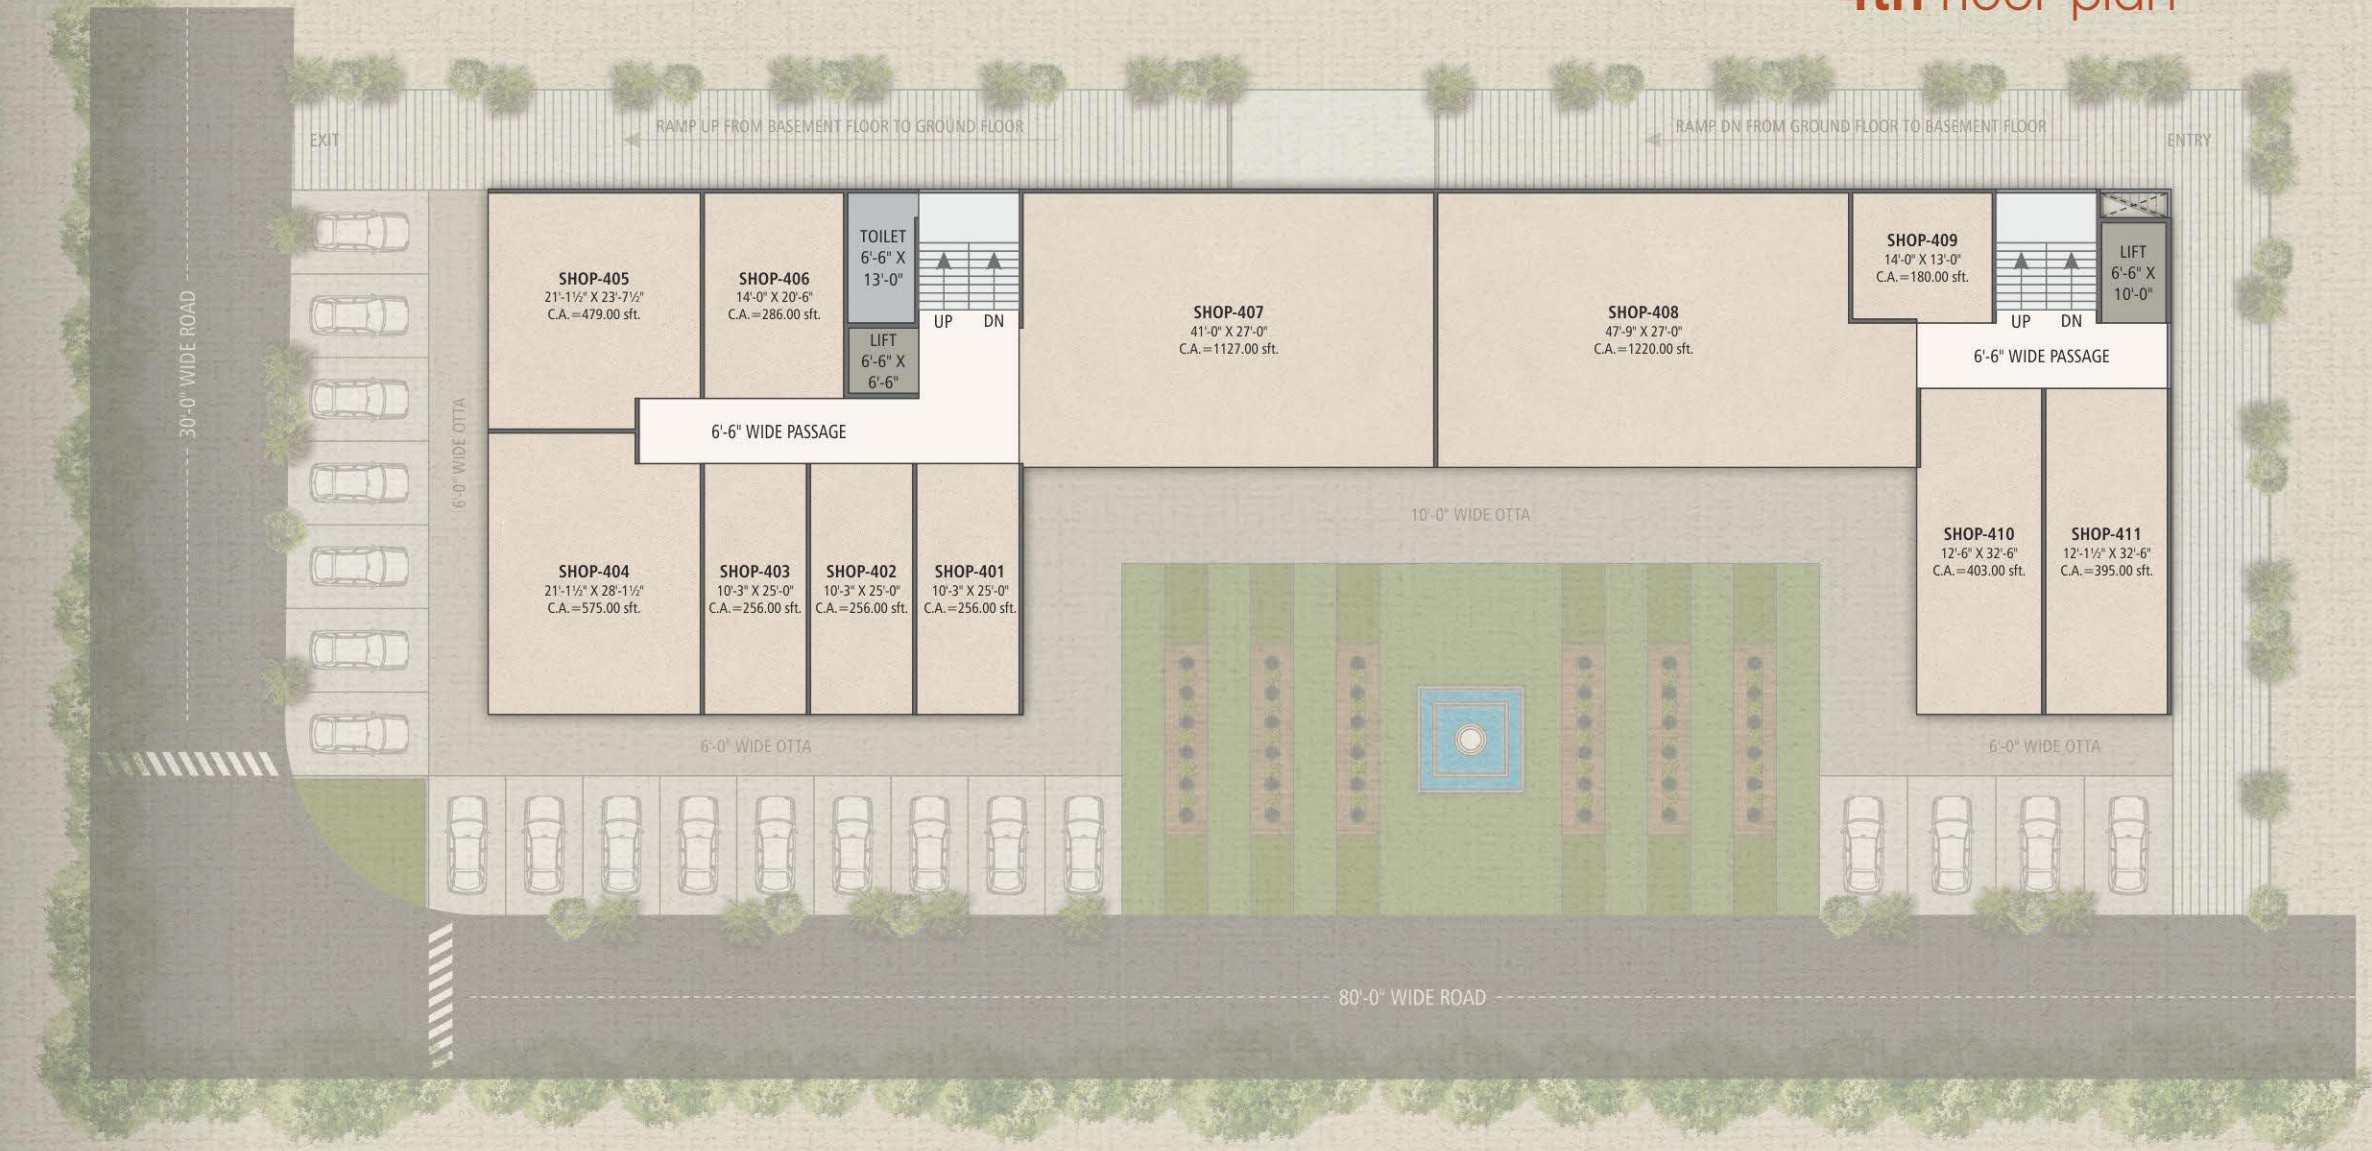 4th floor plan
EXIT
RAMP UP FROM BASEMENT FLOOR TO GROUND FLOOR
RAMP DN FROM GROUND FLOOR TO BASEMENT FLOOR
ENTRY
30'-0" WIDE ROAD
6'-0" WIDE OTTA
SHOP-405
21'-1½" X 23'-7½"
C.A.=479.00 sft.
SHOP-406
14'-0" X 20'-6"
C.A.=286.00 sft.
TOILET
6'-6" X
13'-0"
LIFT
6'-6" X
6'-6"
UP
DN
6'-6" WIDE PASSAGE
SHOP-407
41'-0" X 27'-0"
C.A.=1127.00 sft.
SHOP-408
47'-9" X 27'-0"
C.A.=1220.00 sft.
SHOP-409
14'-0" X 13'-0"
C.A.=180.00 sft.
UP
DN
LIFT
6'-6" X
10'-0"
6'-6" WIDE PASSAGE
SHOP-404
21'-1½" X 28'-1½"
C.A.=575.00 sft.
SHOP-403
10'-3" X 25'-0"
C.A.=256.00 sft.
SHOP-402
10'-3" X 25'-0"
C.A.=256.00 sft.
SHOP-401
10'-3" X 25'-0"
C.A.=256.00 sft.
10'-0" WIDE OTTA
SHOP-410
12'-6" X 32'-6"
C.A.=403.00 sft.
SHOP-411
12'-1½" X 32'-6"
C.A.=395.00 sft.
6'-0" WIDE OTTA
6'-0" WIDE OTTA
80'-0" WIDE ROAD